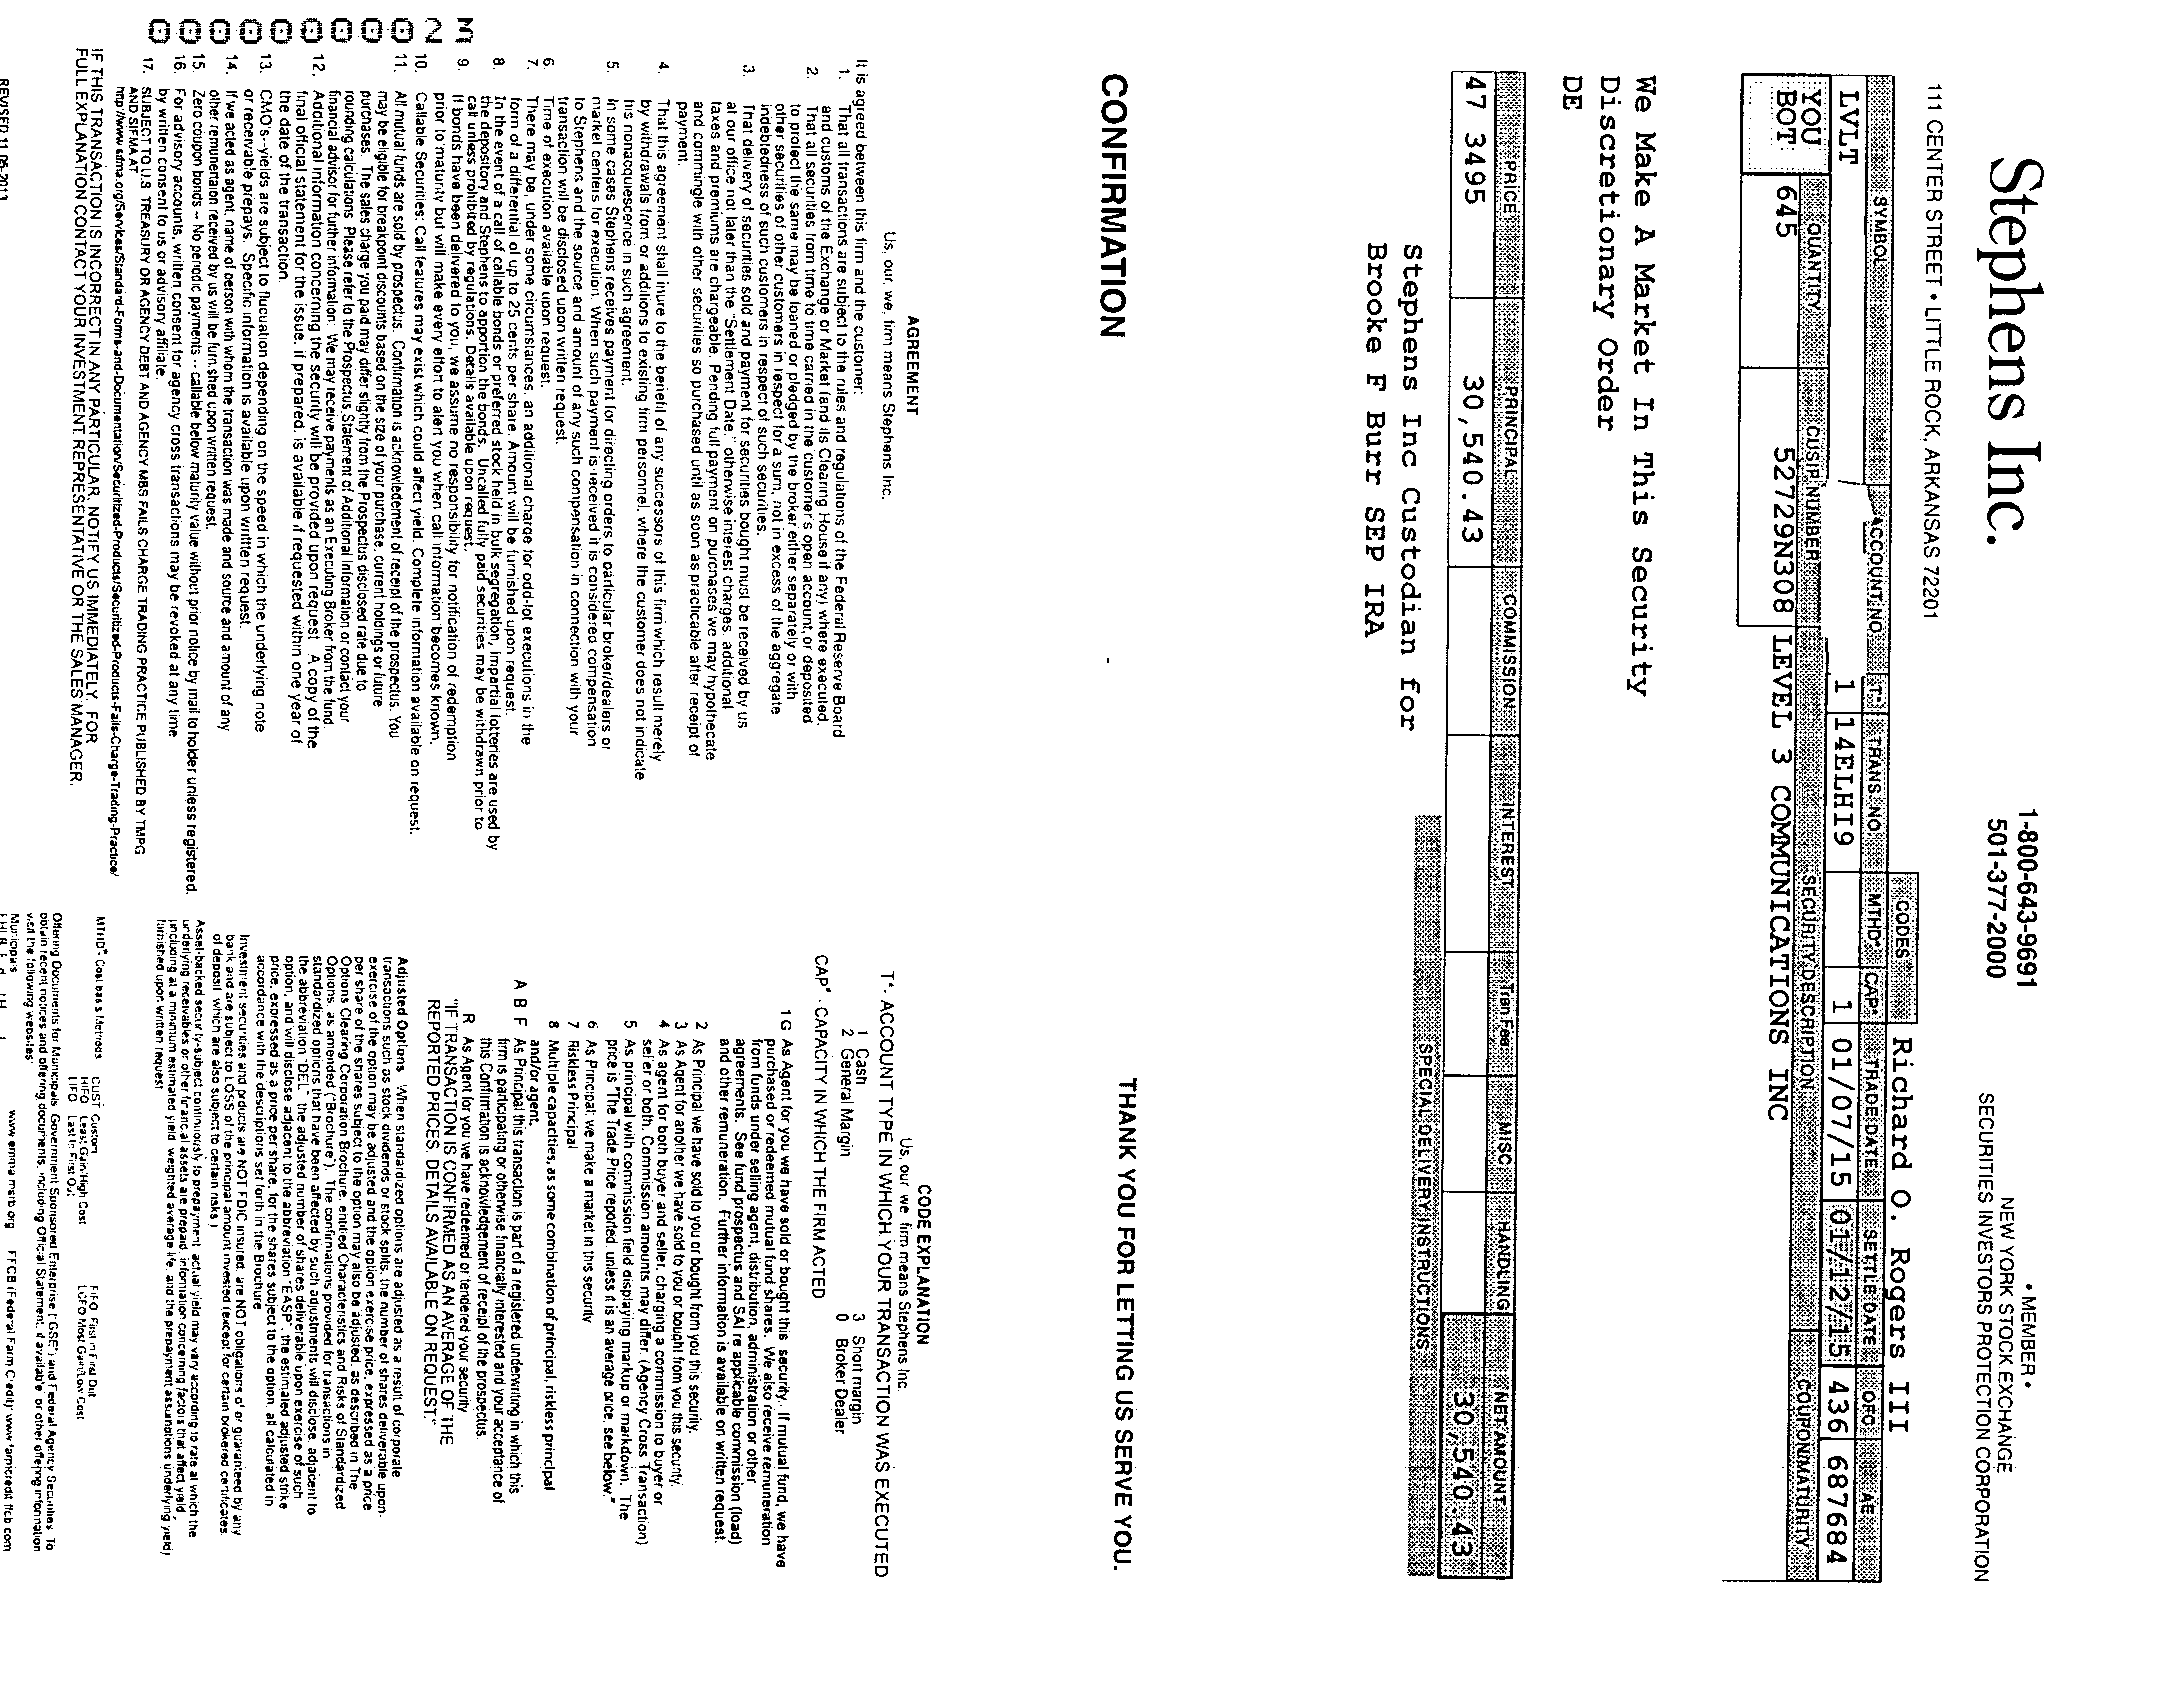 Stephens Inc.
111 CENTER STREET • LITTLE ROCK, ARKANSAS 72201
1-800-643-9691
501-377-2000
• MEMBER •
NEW YORK STOCK EXCHANGE
SECURITIES INVESTORS PROTECTION CORPORATION
CODES
Richard O. Rogers III
SYMBOL ACCOUNT NO. T* TRANS. NO. MTHD* CAP* TRADE DATE SETTLE DATE OFC. AE
LVLT 1 14ELHI9 1 01/07/15 01/12/15 436 687684
YOU BOT QUANTITY CUSIP NUMBER SECURITY DESCRIPTION COUPON/MATURITY
645 52729N308 LEVEL 3 COMMUNICATIONS INC
We Make A Market In This Security
Discretionary Order
DE
PRICE PRINCIPAL COMMISSION INTEREST Tran Fee MISC HANDLING NET AMOUNT
47 3495 30,540.43 30,540.43
SPECIAL DELIVERY INSTRUCTIONS
Stephens Inc Custodian for
Brooke F Burr SEP IRA
CONFIRMATION
THANK YOU FOR LETTING US SERVE YOU.
AGREEMENT
Us, our, we, firm means Stephens Inc.
It is agreed between this firm and the customer:
1. That all transactions are subject to the rules and regulations of the Federal Reserve Board
and customs of the Exchange or Market (and its Clearing House if any) where executed.
2. That all securities from time to time carried in the customer's open account, or deposited
to protect the same may be loaned or pledged by the broker either separately or with
other securities of other customers in respect for a sum, not in excess of the aggregate
indebtedness of such customers in respect of such securities.
3. That delivery of securities sold and payment for securities bought must be received by us
at our office not later than the "Settlement Date," otherwise interest charges, additional
taxes and premiums are chargeable. Pending full payment on purchases we may hypothecate
and commingle with other securities so purchased until as soon as practicable after receipt of
payment.
4. That this agreement shall inure to the benefit of any successors of this firm which result merely
by withdrawals from or additions to existing firm personnel, where the customer does not indicate
his nonacquiescence in such agreement.
5. In some cases Stephens receives payment for directing orders to particular broker/dealers or
market centers for execution. When such payment is received it is considered compensation
to Stephens and the source and amount of any such compensation in connection with your
transaction will be disclosed upon written request.
6. Time of execution available upon request.
7. There may be, under some circumstances, an additional charge for odd-lot executions in the
form of a differential of up to 25 cents per share. Amount will be furnished upon request.
8. In the event of a call of callable bonds or preferred stock held in bulk segregation, impartial lotteries are used by
the depository and Stephens to apportion the bonds. Uncalled fully paid securities may be withdrawn prior to
call unless prohibited by regulations. Details available upon request.
9. If bonds have been delivered to you, we assume no responsibility for notification of redemption
prior to maturity but will make every effort to alert you when call information becomes known.
10. Callable Securities: Call features may exist which could affect yield. Complete information available on request.
11. All mutual funds are sold by prospectus. Confirmation is acknowledgement of receipt of the prospectus. You
may be eligible for breakpoint discounts based on the size of your purchase, current holdings or future
purchases. The sales charge you paid may differ slightly from the Prospectus disclosed rate due to
rounding calculations. Please refer to the Prospectus, Statement of Additional Information or contact your
financial advisor for further information. We may receive payments as an Executing Broker from the fund.
12. Additional Information concerning the security will be provided upon request. A copy of the
final official statement for the issue, if prepared, is available if requested within one year of
the date of the transaction.
13. CMO's--yields are subject to flucuation depending on the speed in which the underlying note
or receivable prepays. Specific information is available upon written request.
14. If we acted as agent, name of person with whom the transaction was made and source and amount of any
other remuneration received by us will be furnished upon written request.
15. Zero coupon bonds -- No periodic payments -- callable below maturity value without prior notice by mail to holder unless registered.
16. For advisory accounts, written consent for agency cross transactions may be revoked at any time
by written consent to us or advisory affiliate.
17. SUBJECT TO U.S. TREASURY OR AGENCY DEBT AND AGENCY MBS FAILS CHARGE TRADING PRACTICE PUBLISHED BY TMPG
AND SIFMA AT
http://www.sifma.org/Services/Standard-Forms-and-Documentation/Securitized-Products/Securitized-Products-Fails-Charge-Trading-Practice/
IF THIS TRANSACTION IS INCORRECT IN ANY PARTICULAR, NOTIFY US IMMEDIATELY. FOR
FULL EXPLANATION CONTACT YOUR INVESTMENT REPRESENTATIVE OR THE SALES MANAGER.
REVISED 11-05-2011
00000000025
CODE EXPLANATION
Us, our we, firm means Stephens Inc.
T* - ACCOUNT TYPE IN WHICH YOUR TRANSACTION WAS EXECUTED
1 Cash 3 Short margin
2 General Margin 0 Broker Dealer
CAP* - CAPACITY IN WHICH THE FIRM ACTED
1G As Agent for you we have sold or bought this security. If mutual fund, we have
purchased or redeemed mutual fund shares. We also receive remuneration
from funds under selling agent, distribution, administration or other
agreements. See fund prospectus and SAI re applicable commission (load)
and other remuneration. Further information is available on written request.
2 As Principal we have sold to you or bought from you this security.
3 As Agent for another we have sold to you or bought from you this security.
4 As agent for both buyer and seller, charging a commission to buyer or
seller or both. Commission amounts may differ. (Agency Cross Transaction)
5 As principal with commission field displaying markup or markdown. The
price is "The Trade Price reported, unless it is an average price, see below."
6 As Principal; we make a market in this security
7 Riskless Principal
8 Multiple capacities, as some combination of principal, riskless principal
and/or agent.
A B F As Principal this transaction is part of a registered underwriting in which this
firm is participating or otherwise financially interested and your acceptance of
this Confirmation is acknowledgement of receipt of the prospectus.
R As Agent for you we have redeemed or tendered your security
"IF TRANSACTION IS CONFIRMED AS AN AVERAGE OF THE
REPORTED PRICES, DETAILS AVAILABLE ON REQUEST."
Adjusted Options When standardized options are adjusted as a result of corporate
transactions such as stock dividends or stock splits, the number of shares deliverable upon
exercise of the option may be adjusted and the option exercise price, expressed as a price
per share of the shares subject to the option may also be adjusted, as described in The
Options Clearing Corporation Brochure, entitled Characteristics and Risks of Standardized
Options, as amended ("Brochure"). The confirmations provided for transactions in
standardized options that have been affected by such adjustments will disclose, adjacent to
the abbreviation "DEL" the adjusted number of shares deliverable upon exercise of such
option, and will disclose adjacent to the abbreviation "EASP", the estimated adjusted strike
price, expressed as a price per share, for the shares subject to the option, all calculated in
accordance with the descriptions set forth in the Brochure
Investment securities and products are NOT FDIC insured, are NOT obligations of or guaranteed by any
bank and are subject to LOSS of the principal amount invested (except for certain brokered certificates
of deposit, which are also subject to certain risks.)
Asset-backed security-subject continuously to prepayment, actual yield may vary according to rate at which the
underlying receivables or other financial assets are prepaid, information concerning factors that affect yield,
(including at a minimum estimated yield, weighted average life, and the prepayment assumptions underlying yield)
furnished upon written request
MTHD* Cost basis Methods CUST Custom FIFO First in First Out
HIFO Least Gain/High Cost LGFO Most Gain/Low Cost
LIFO Last In First Out
Offering Documents for Municipals, Government Sponsored Enterprise ("GSE") and Federal Agency Securities. To
obtain recent notices and offering documents, including Official Statement, if available or other offering information
visit the following websites
Municipals www.emma.msrb.org FFCB (Federal Farm Credit) www.farmcredit-ffcb.com